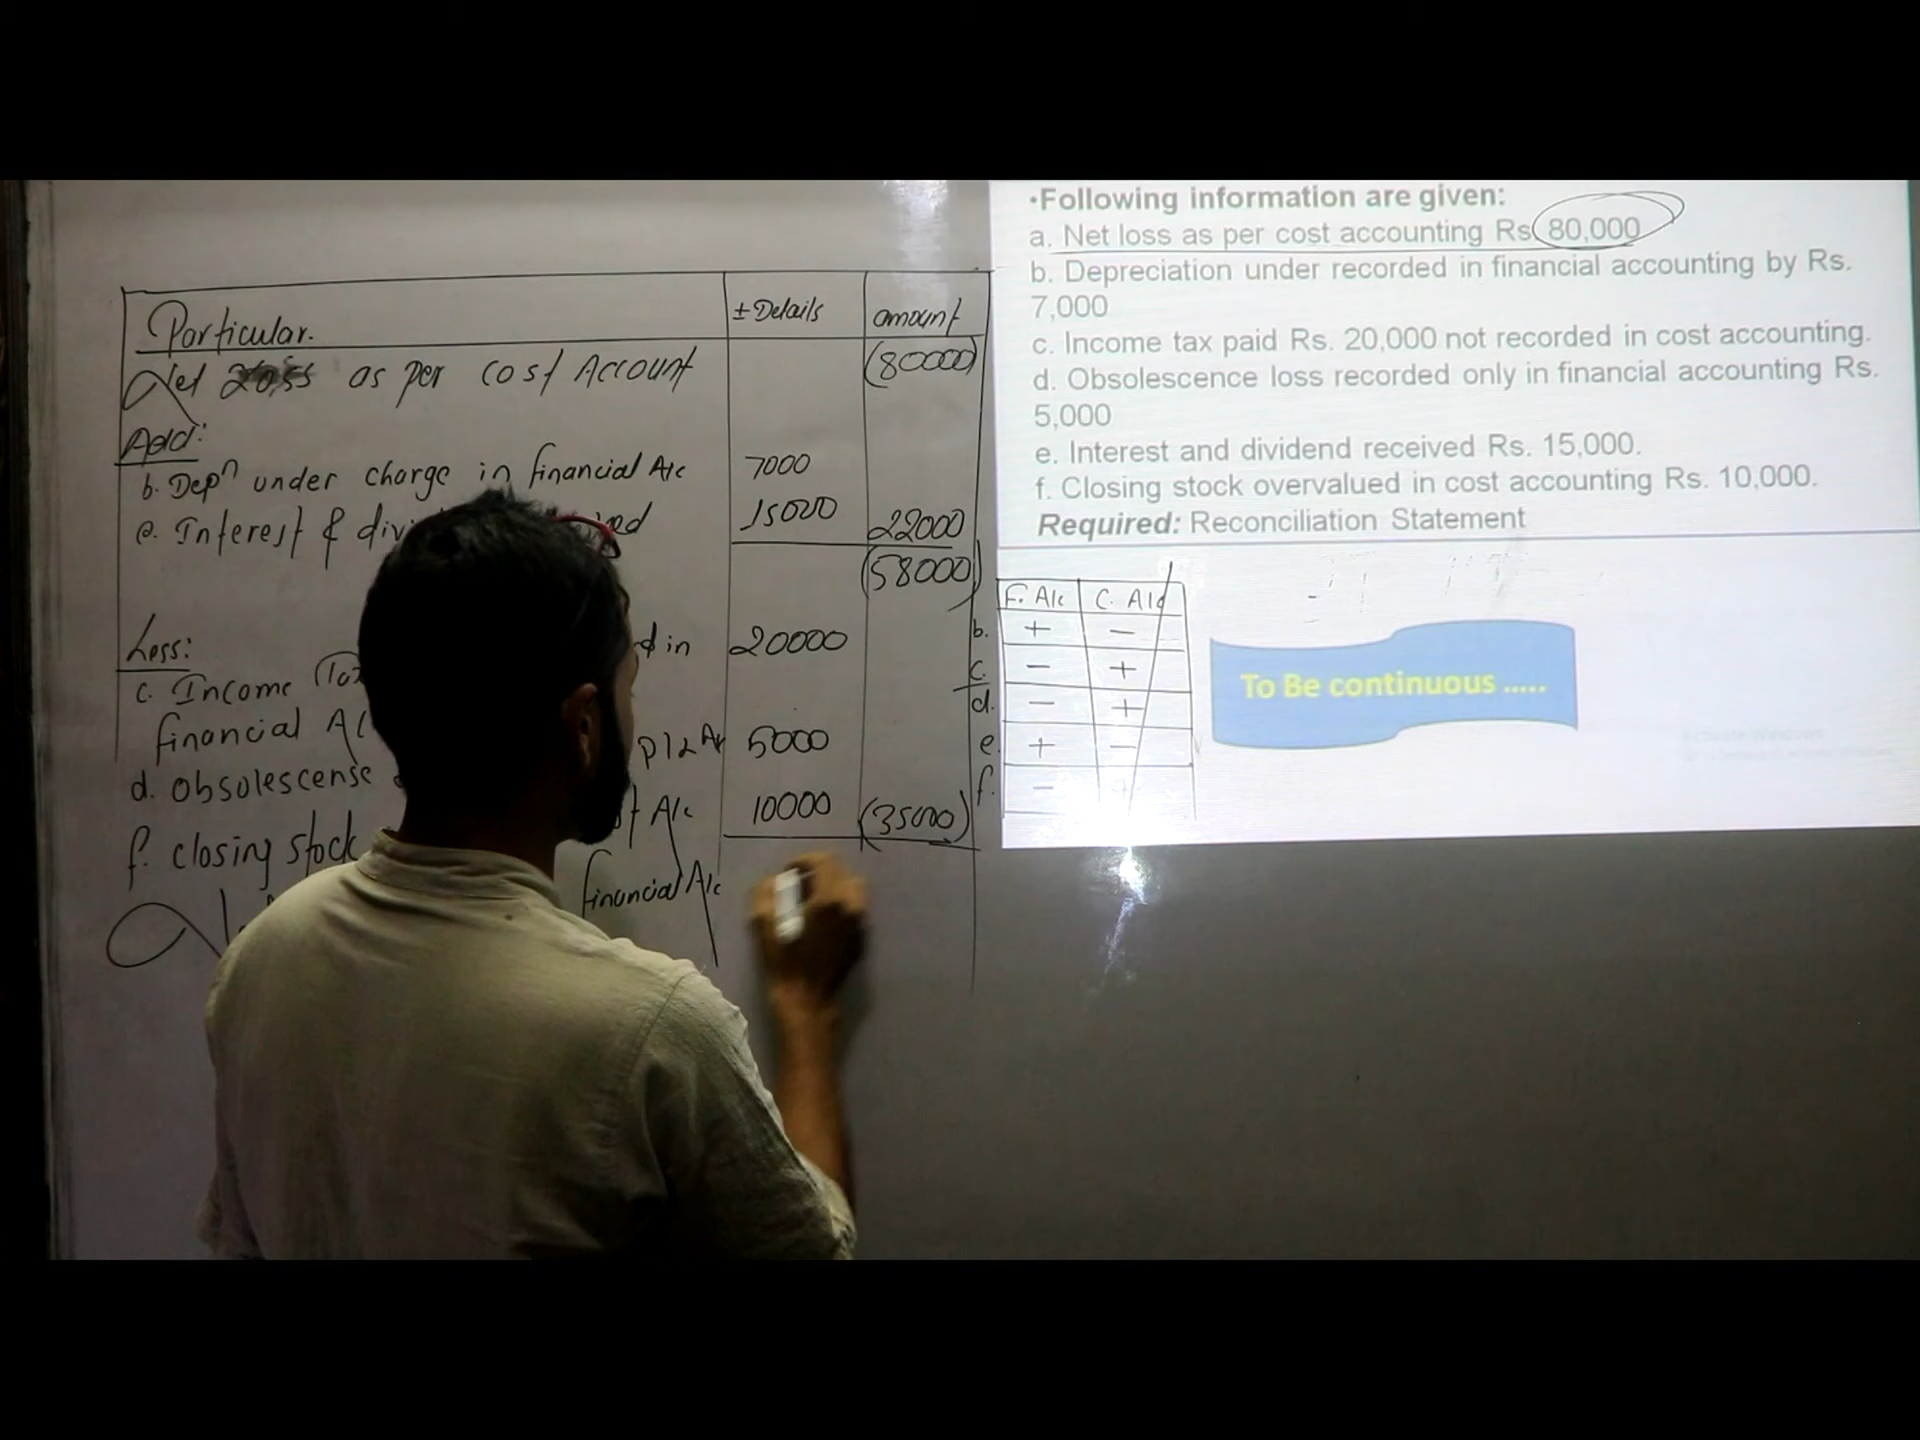 Particular.
± Details
amount
Net Loss as per cost Account
(80000)
Add:
b. Depn under charge in financial A/c
7000
e. Interest &
15000
22000
(58000)
Less:
c. Income Tax
in
20000
financial A/c
d. Obsolescense
P/L A/c
5000
f. closing stock
A/c
10000
(35000)
financial A/c
•Following information are given:
a. Net loss as per cost accounting Rs 80,000
b. Depreciation under recorded in financial accounting by Rs.
7,000
c. Income tax paid Rs. 20,000 not recorded in cost accounting.
d. Obsolescence loss recorded only in financial accounting Rs.
5,000
e. Interest and dividend received Rs. 15,000.
f. Closing stock overvalued in cost accounting Rs. 10,000.
Required: Reconciliation Statement
F. A/c C. A/c
b. + −
c. − +
d. − +
e. + −
f. −
To Be continuous .....